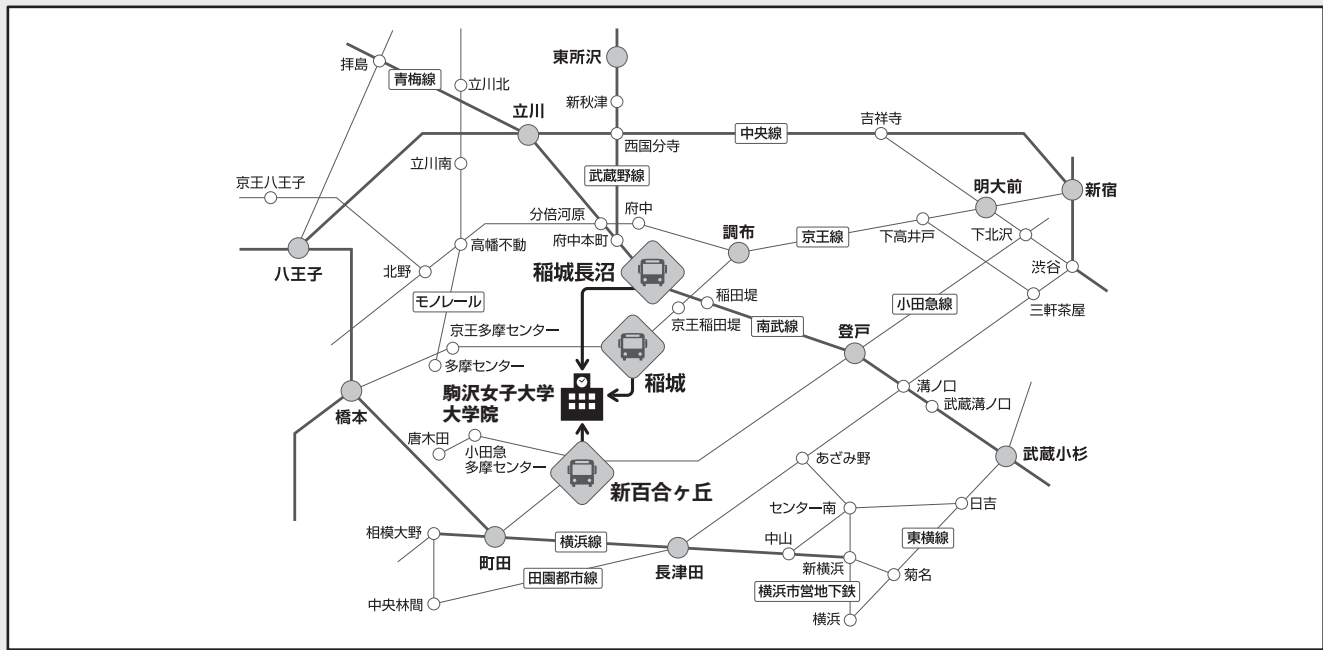 東所沢
拝島
青梅線
立川北
新秋津
立川
吉祥寺
中央線
西国分寺
立川南
武蔵野線
京王八王子
明大前
新宿
分倍河原
府中
調布
府中本町
京王線
下高井戸
下北沢
高幡不動
八王子
北野
稲城長沼
渋谷
モノレール
稲田堤
小田急線
三軒茶屋
京王稲田堤
南武線
京王多摩センター
登戸
多摩センター
稲城
溝ノ口
駒沢女子大学
大学院
武蔵溝ノ口
橋本
唐木田
小田急
多摩センター
武蔵小杉
あざみ野
新百合ヶ丘
センター南
日吉
相模大野
横浜線
中山
東横線
町田
長津田
新横浜
菊名
田園都市線
横浜市営地下鉄
中央林間
横浜